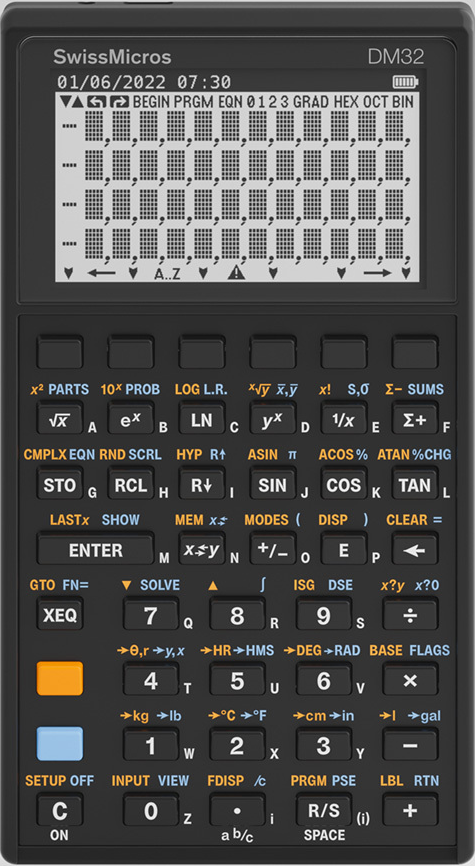 SwissMicros DM32
01/06/2022 07:30
▼▲ ↰ ↱ BEGIN PRGM EQN 0 1 2 3 GRAD HEX OCT BIN
← A..Z →
x² PARTS 10ˣ PROB LOG L.R. ˣ√y x̄,ȳ x! S,σ Σ− SUMS
√x A eˣ B LN C yˣ D 1/x E Σ+ F
CMPLX EQN RND SCRL HYP R↑ ASIN π ACOS % ATAN %CHG
STO G RCL H R↓ I SIN J COS K TAN L
LASTx SHOW MEM x⇆ MODES ( DISP ) CLEAR =
ENTER M x⇆y N +/− O E P ←
GTO FN= ▼ SOLVE ▲ ∫ ISG DSE x?y x?0
XEQ 7 Q 8 R 9 S ÷
→θ,r →y,x →HR →HMS →DEG →RAD BASE FLAGS
4 T 5 U 6 V ×
→kg →lb →°C →°F →cm →in →l →gal
1 W 2 X 3 Y −
SETUP OFF INPUT VIEW FDISP /c PRGM PSE LBL RTN
C 0 Z • i R/S (i) +
ON a b/c SPACE